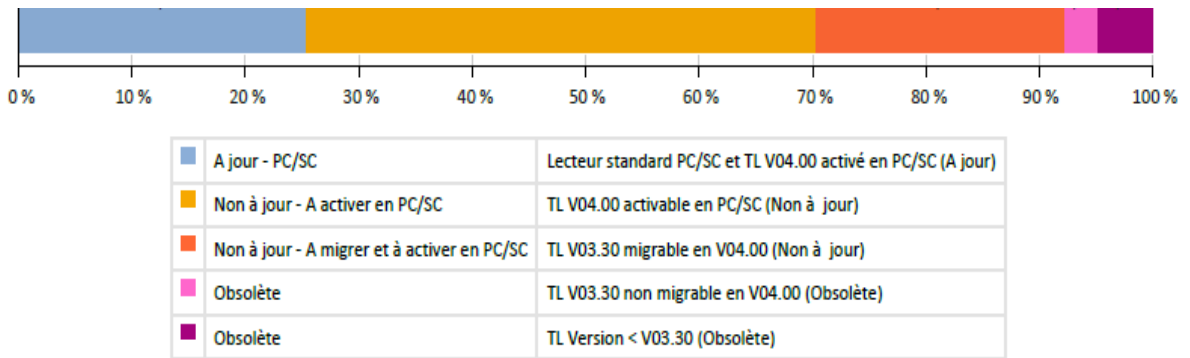 0 % 10 % 20 % 30 % 40 % 50 % 60 % 70 % 80 % 90 % 100 %
A jour - PC/SC Lecteur standard PC/SC et TL V04.00 activé en PC/SC (A jour)
Non à jour - A activer en PC/SC TL V04.00 activable en PC/SC (Non à jour)
Non à jour - A migrer et à activer en PC/SC TL V03.30 migrable en V04.00 (Non à jour)
Obsolète TL V03.30 non migrable en V04.00 (Obsolète)
Obsolète TL Version < V03.30 (Obsolète)